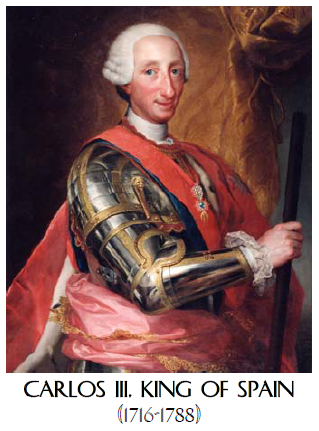 CARLOS III, KING OF SPAIN
(1716-1788)